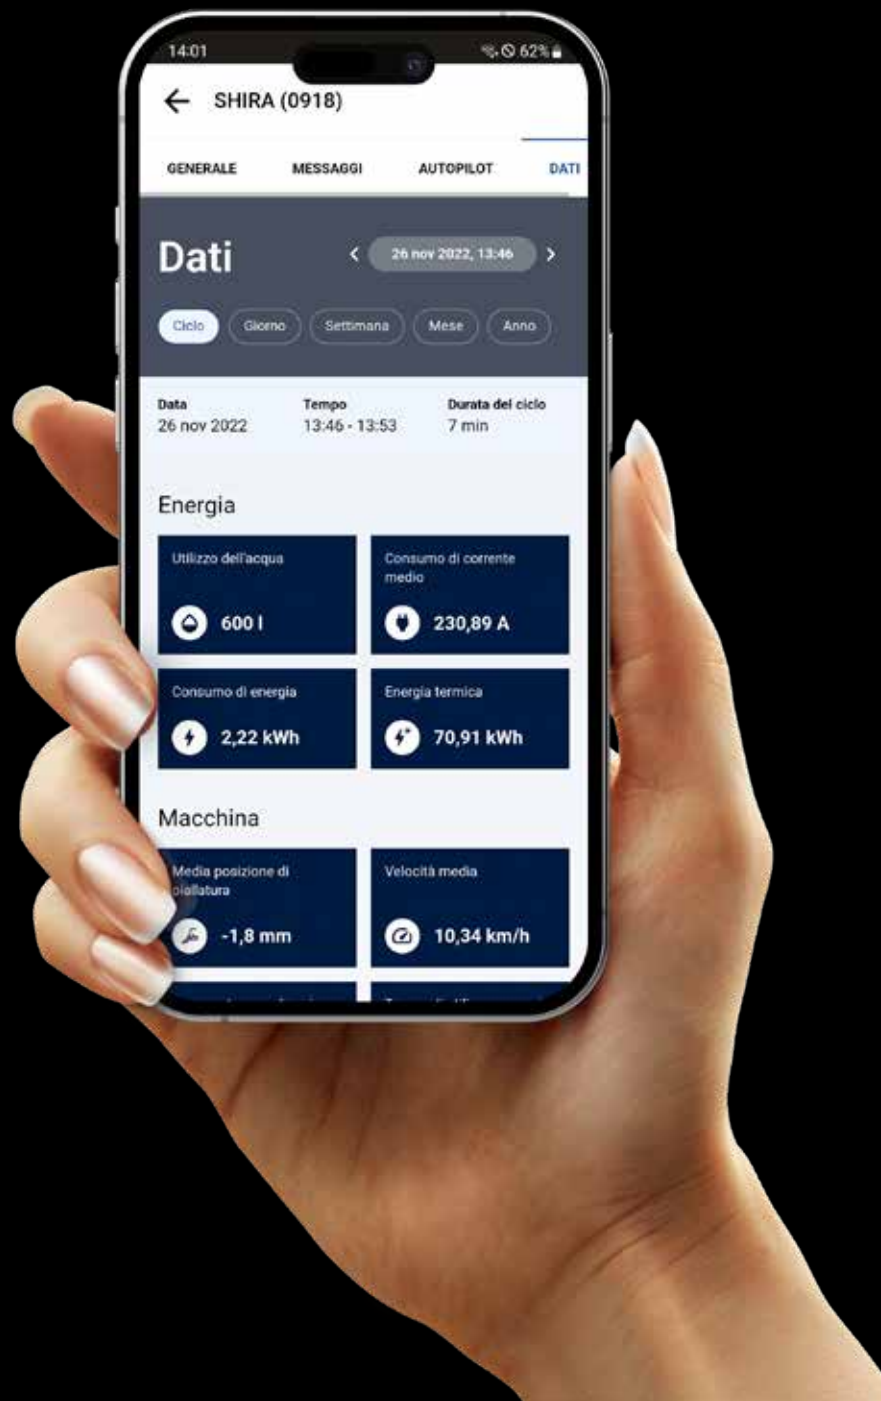 14:01 62%
SHIRA (0918)
GENERALE MESSAGGI AUTOPILOT DATI
Dati 26 nov 2022, 13:46
Ciclo Giorno Settimana Mese Anno
Data Tempo Durata del ciclo
26 nov 2022 13:46 - 13:53 7 min
Energia
Utilizzo dell'acqua
600 l
Consumo di corrente
medio
230,89 A
Consumo di energia
2,22 kWh
Energia termica
70,91 kWh
Macchina
Media posizione di
piallatura
-1,8 mm
Velocità media
10,34 km/h